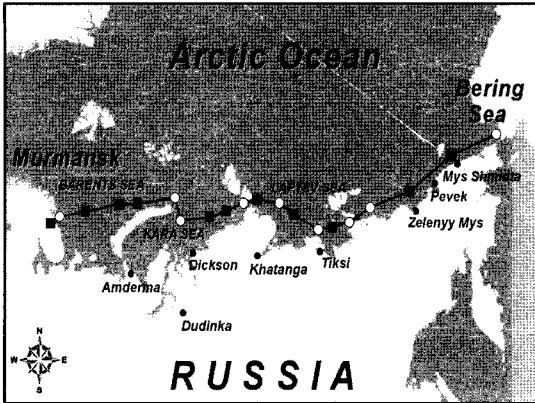 Arctic Ocean
Bering
Sea
Murmansk
BARENTS SEA
LAPTEV SEA
Mys Shmidta
Pevek
KARA SEA
Zelenyy Mys
Dickson
Khatanga
Tiksi
Amderma
Dudinka
N
W E
S
RUSSIA